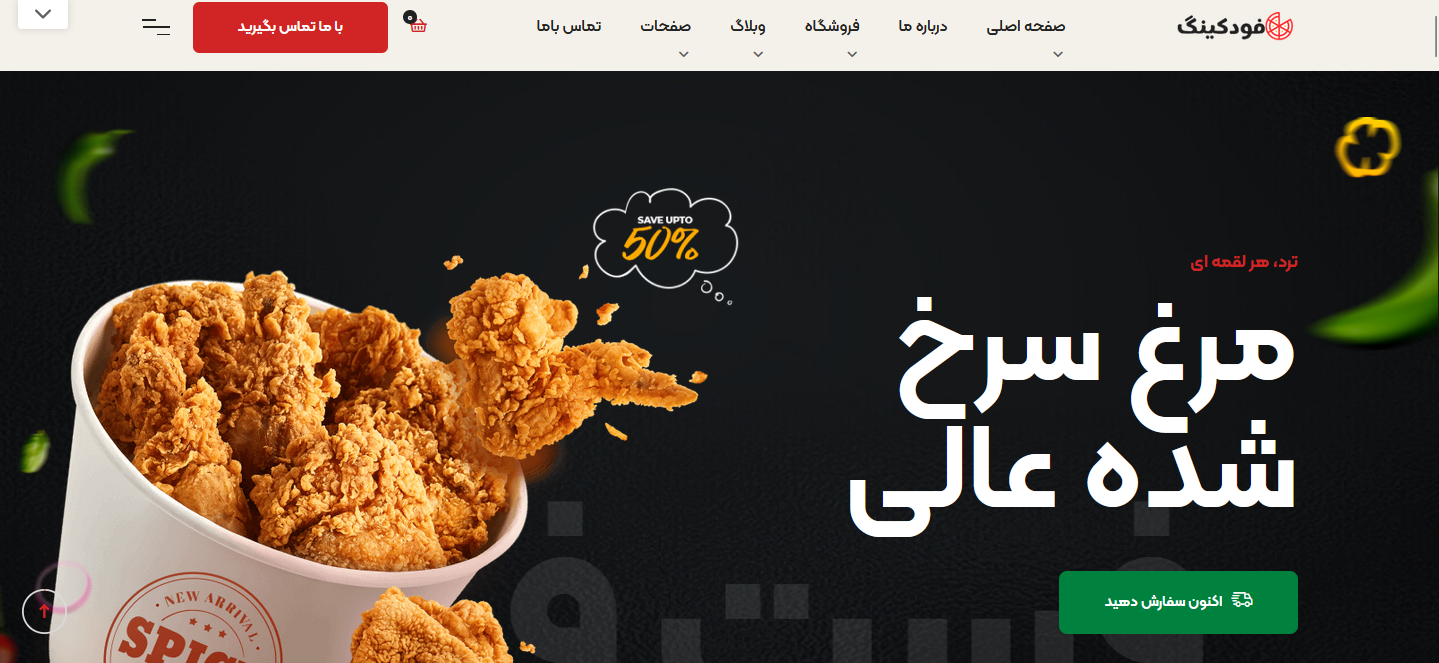 فودکینگ
صفحه اصلی
درباره ما
فروشگاه
وبلاگ
صفحات
تماس باما
0
با ما تماس بگیرید
SAVE UPTO
50%
ترد، هر لقمه ای
مرغ سرخ
شده عالی
اکنون سفارش دهید
• NEW ARRIVAL •